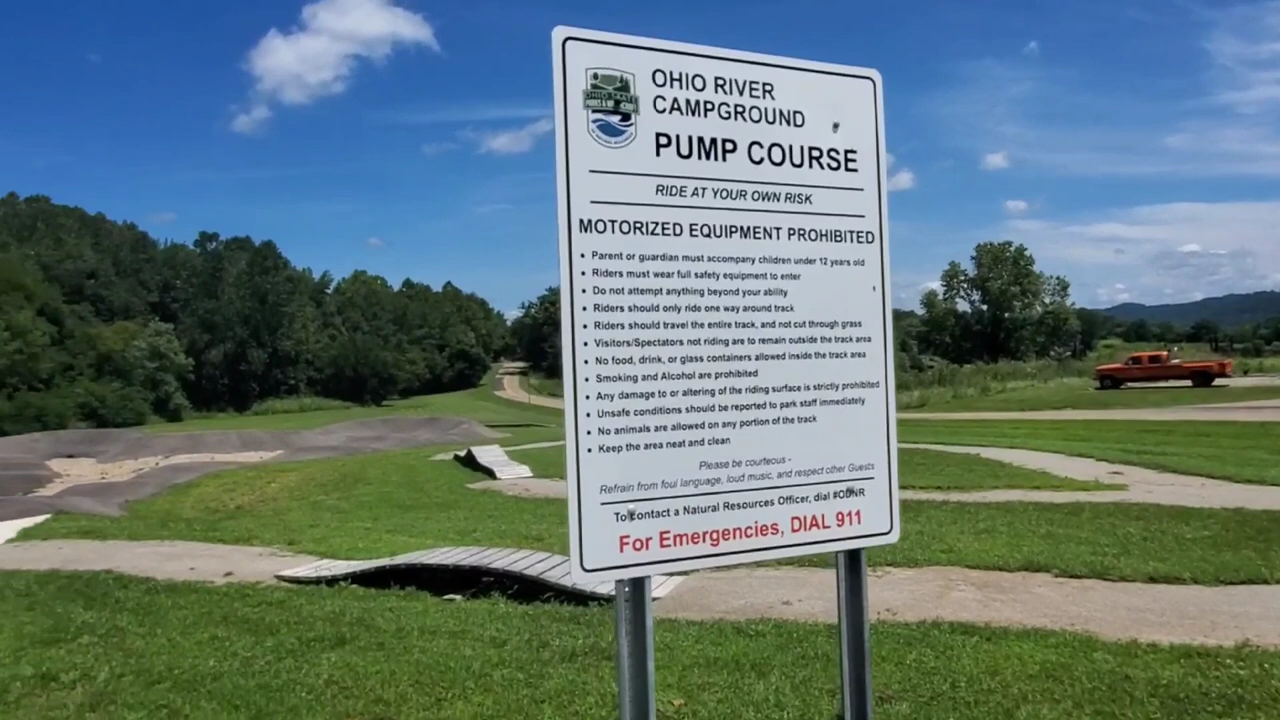 OHIO STATE
PARKS & WATERCRAFT
OHIO RIVER
CAMPGROUND
PUMP COURSE
RIDE AT YOUR OWN RISK
MOTORIZED EQUIPMENT PROHIBITED
• Parent or guardian must accompany children under 12 years old
• Riders must wear full safety equipment to enter
• Do not attempt anything beyond your ability
• Riders should only ride one way around track
• Riders should travel the entire track, and not cut through grass
• Visitors/Spectators not riding are to remain outside the track area
• No food, drink, or glass containers allowed inside the track area
• Smoking and Alcohol are prohibited
• Any damage to or altering of the riding surface is strictly prohibited
• Unsafe conditions should be reported to park staff immediately
• No animals are allowed on any portion of the track
• Keep the area neat and clean
Please be courteous -
Refrain from foul language, loud music, and respect other Guests
To contact a Natural Resources Officer, dial #ODNR
For Emergencies, DIAL 911